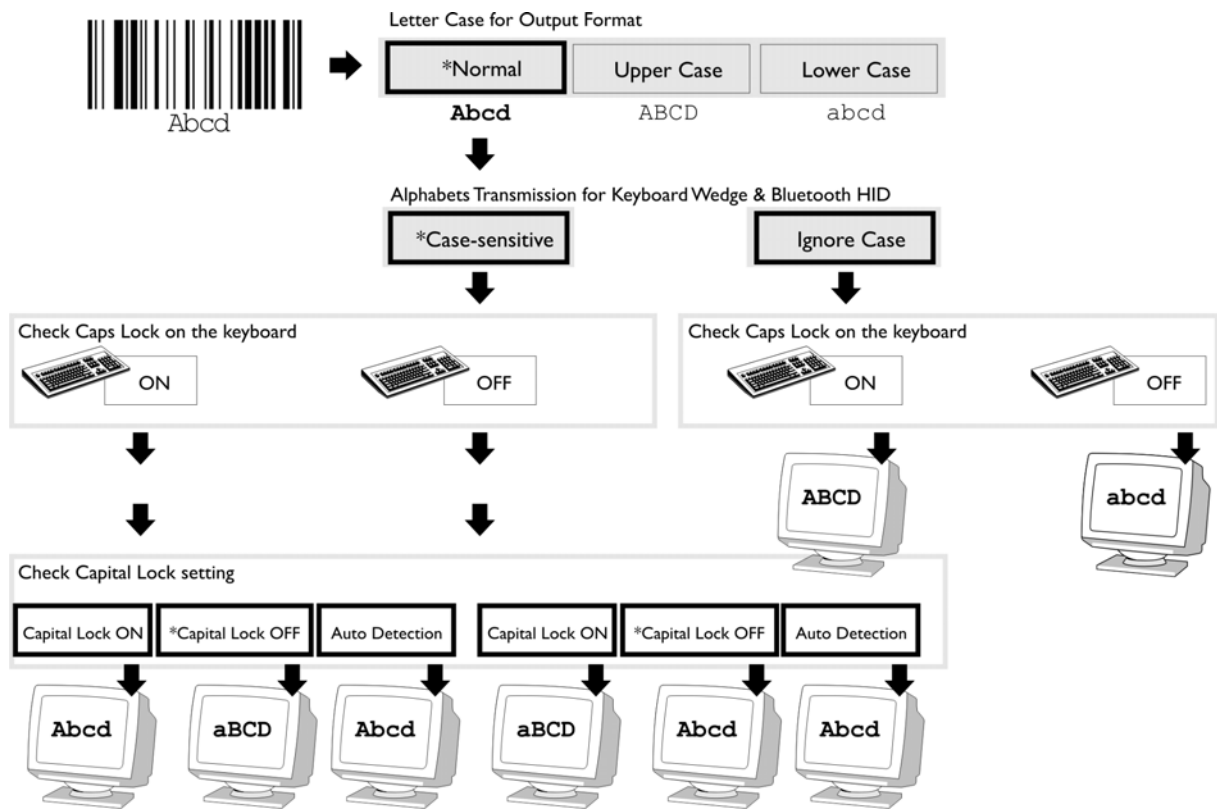 Letter Case for Output Format
*Normal Upper Case Lower Case
Abcd
Abcd ABCD abcd
Alphabets Transmission for Keyboard Wedge & Bluetooth HID
*Case-sensitive Ignore Case
Check Caps Lock on the keyboard
ON OFF
Check Caps Lock on the keyboard
ON OFF
ABCD abcd
Check Capital Lock setting
Capital Lock ON *Capital Lock OFF Auto Detection Capital Lock ON *Capital Lock OFF Auto Detection
Abcd aBCD Abcd aBCD Abcd Abcd